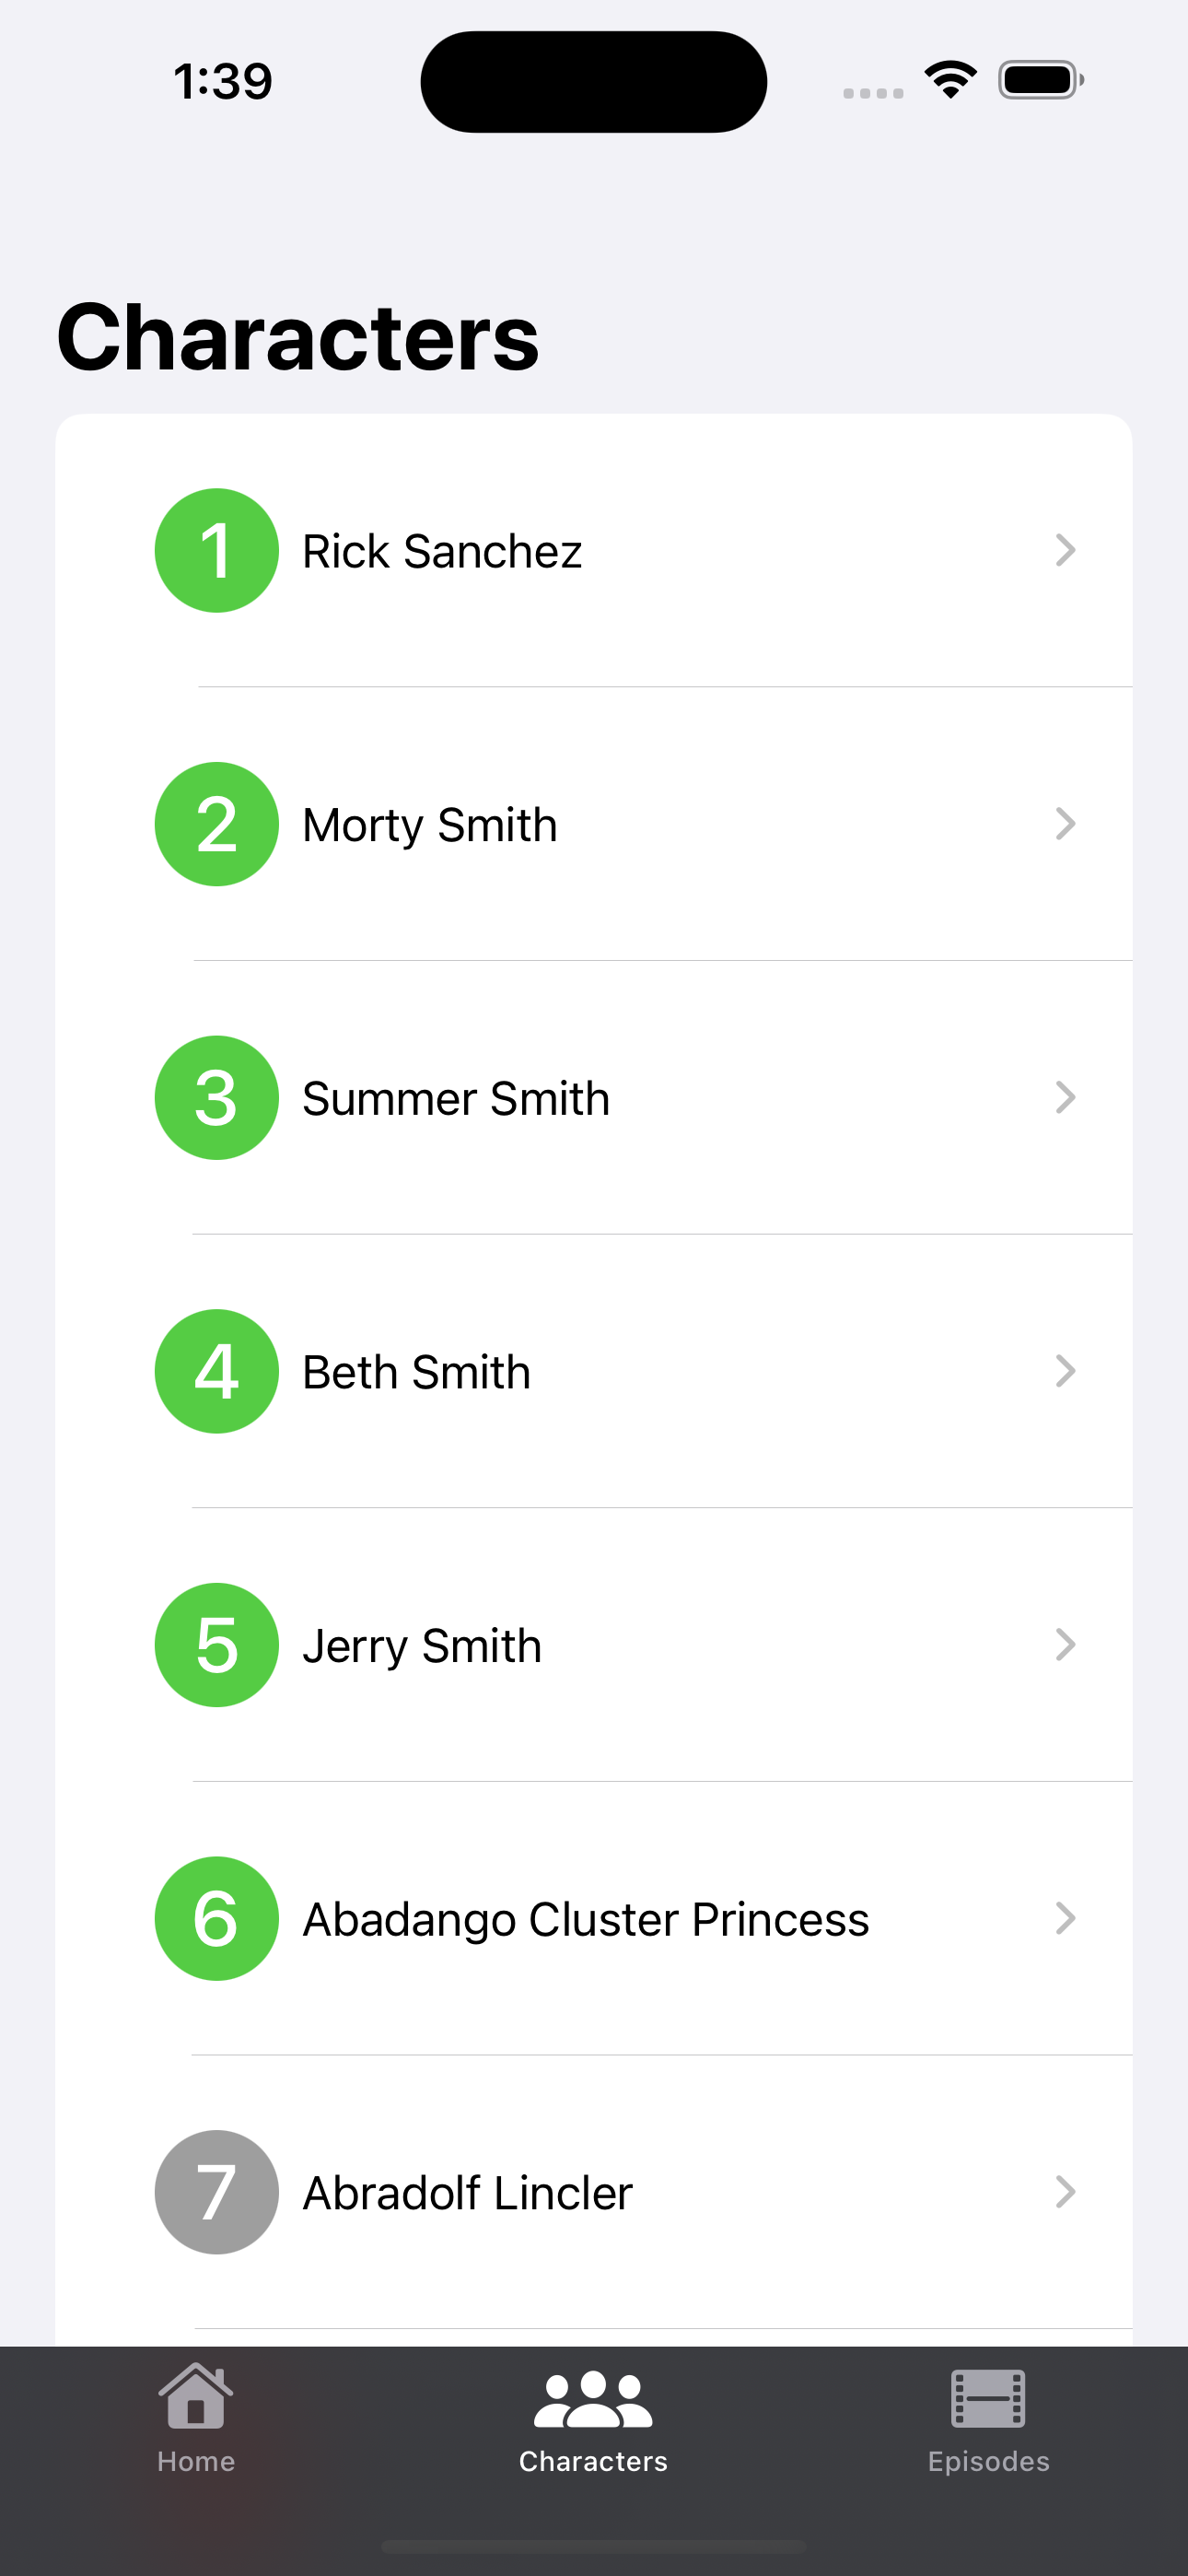 1:39
Characters
1 Rick Sanchez
2 Morty Smith
3 Summer Smith
4 Beth Smith
5 Jerry Smith
6 Abadango Cluster Princess
7 Abradolf Lincler
Home Characters Episodes